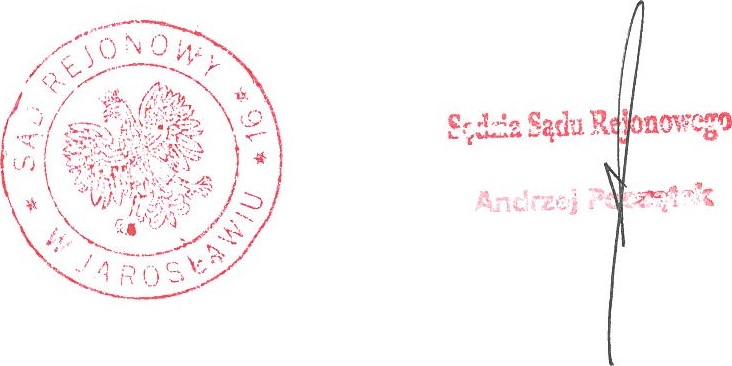 SĄD REJONOWY * 16 *
W JAROSŁAWIU *
Sędzia Sądu Rejonowego
Andrzej